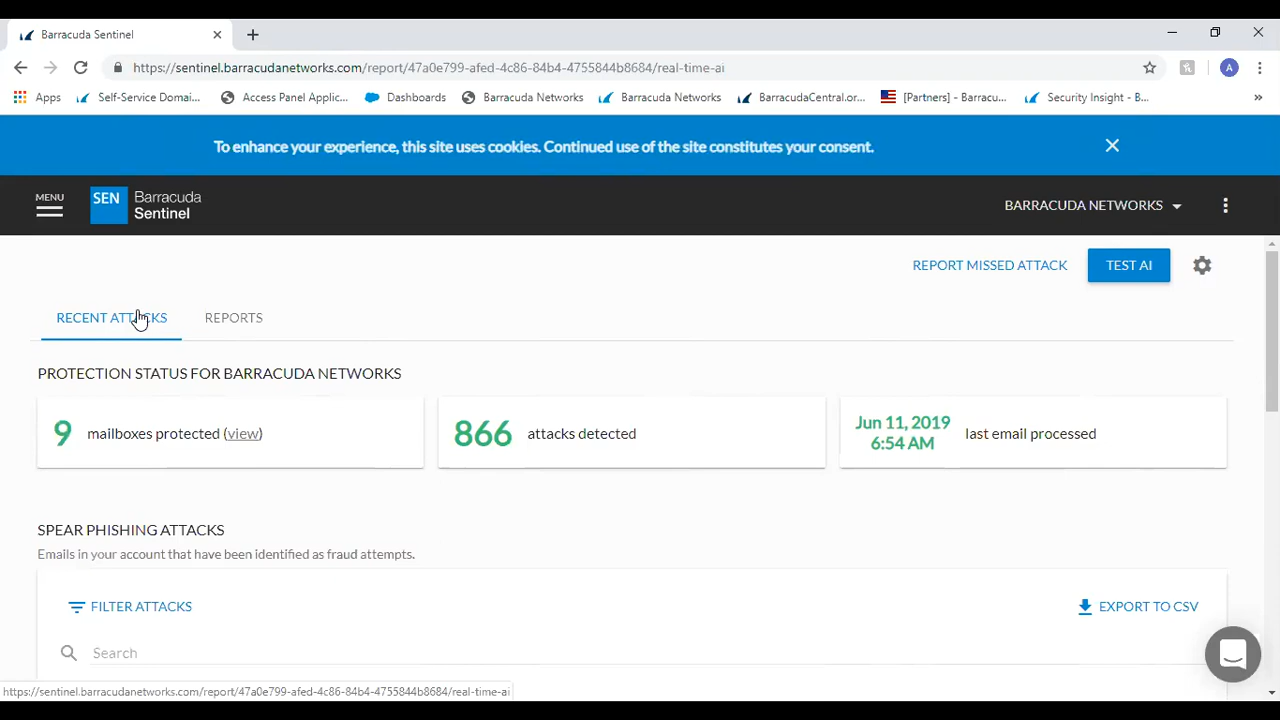 Barracuda Sentinel
https://sentinel.barracudanetworks.com/report/47a0e799-afed-4c86-84b4-4755844b8684/real-time-ai
A
Apps
Self-Service Domai...
Access Panel Applic...
Dashboards
Barracuda Networks
Barracuda Networks
BarracudaCentral.or...
[Partners] - Barracu...
Security Insight - B...
»
To enhance your experience, this site uses cookies. Continued use of the site constitutes your consent.
MENU
SEN
Barracuda
Sentinel
BARRACUDA NETWORKS
REPORT MISSED ATTACK
TEST AI
RECENT ATTACKS
REPORTS
PROTECTION STATUS FOR BARRACUDA NETWORKS
9 mailboxes protected (view)
866 attacks detected
Jun 11, 2019
6:54 AM
last email processed
SPEAR PHISHING ATTACKS
Emails in your account that have been identified as fraud attempts.
FILTER ATTACKS
EXPORT TO CSV
Search
https://sentinel.barracudanetworks.com/report/47a0e799-afed-4c86-84b4-4755844b8684/real-time-ai